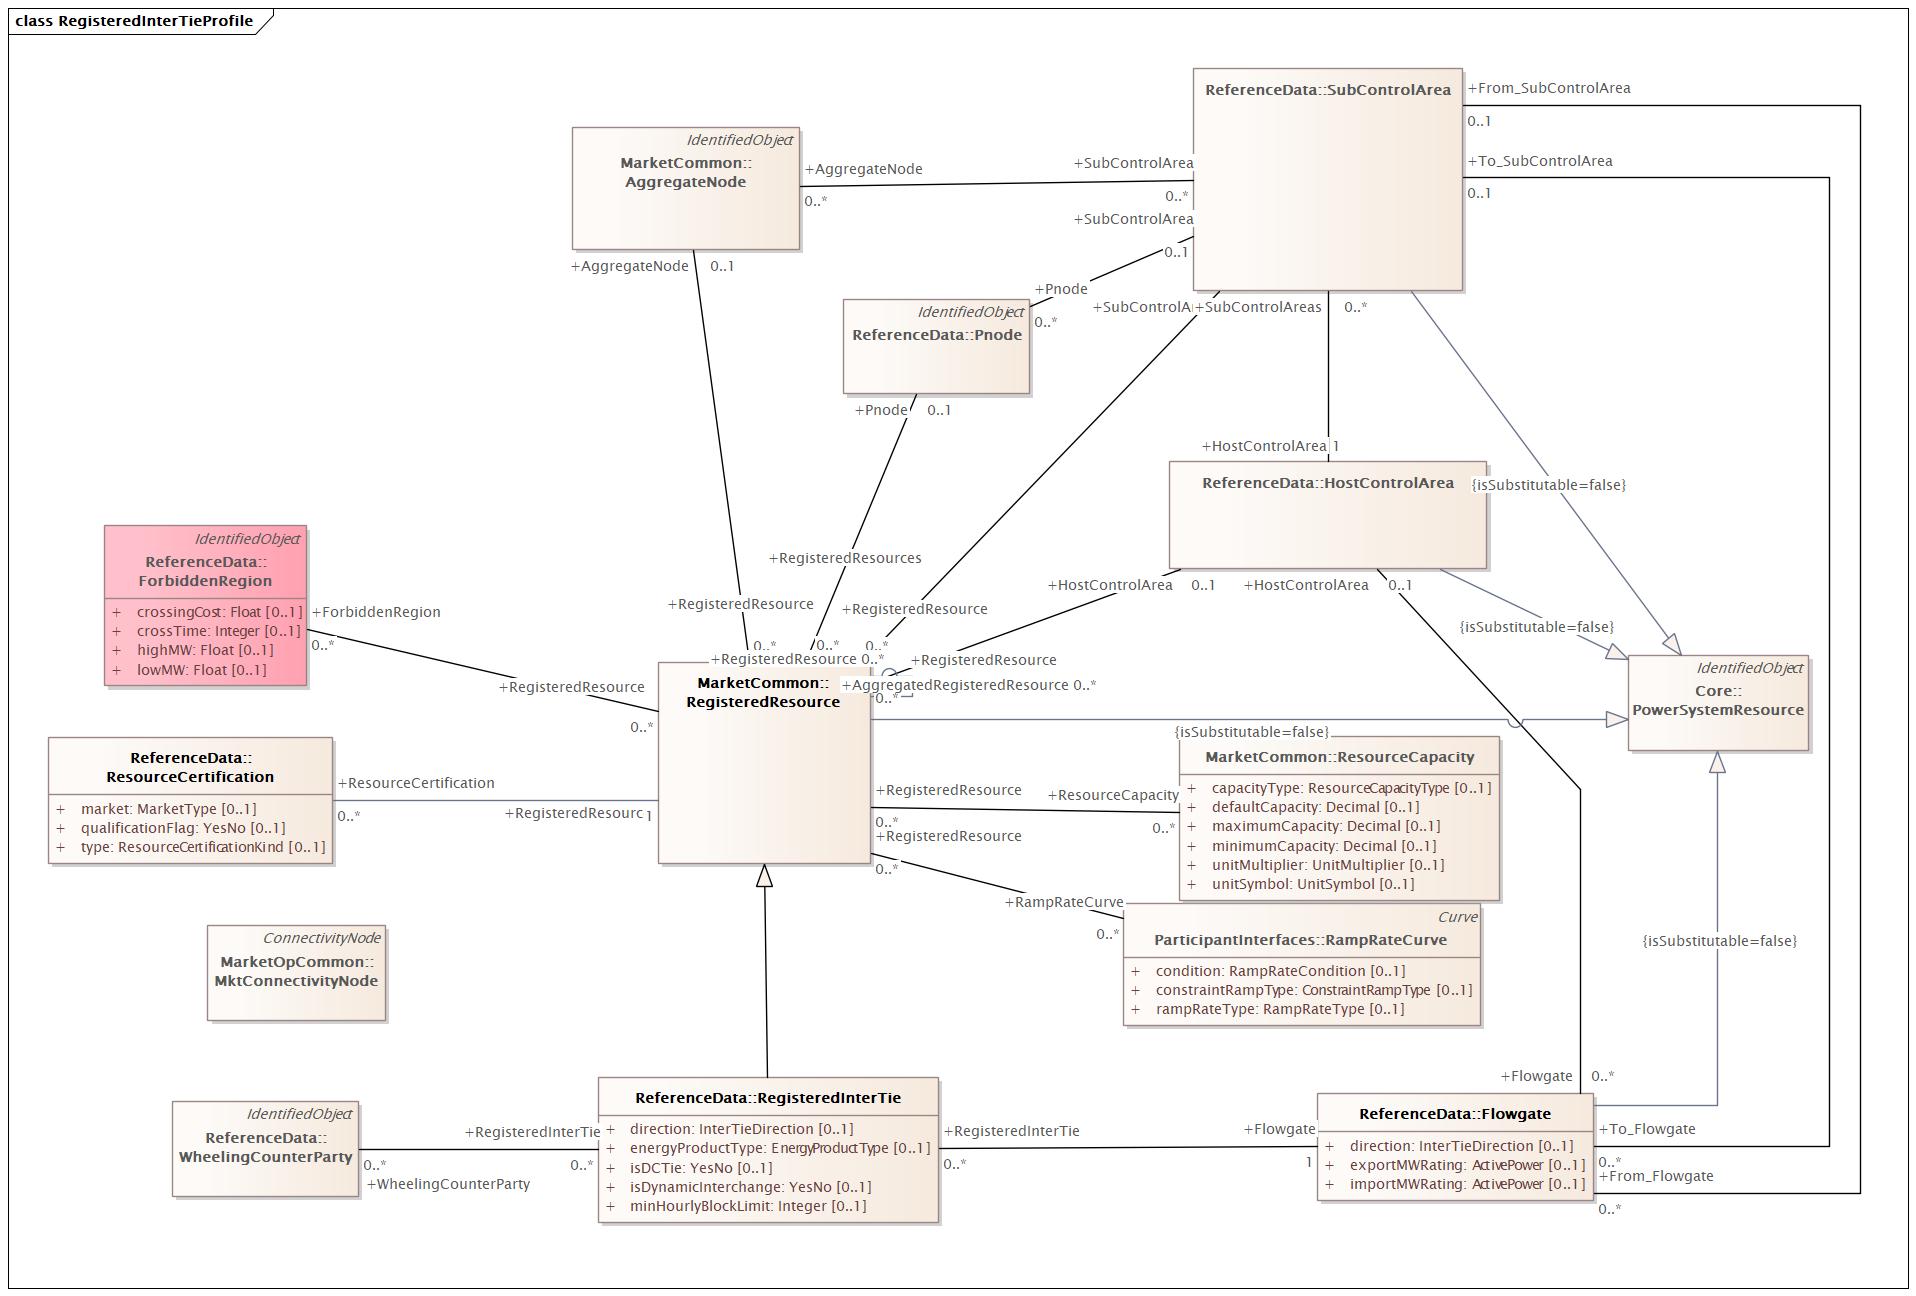 class RegisteredInterTieProfile
ReferenceData::SubControlArea
+From_SubControlArea
0..1
+To_SubControlArea
0..1
IdentifiedObject
MarketCommon::
AggregateNode
+AggregateNode
0..*
+SubControlArea
0..*
+SubControlArea
0..1
+AggregateNode
0..1
+Pnode
0..*
IdentifiedObject
ReferenceData::Pnode
+SubControlA
+SubControlAreas
0..*
+Pnode
0..1
+HostControlArea
1
ReferenceData::HostControlArea
{isSubstitutable=false}
IdentifiedObject
ReferenceData::
ForbiddenRegion
+ crossingCost: Float [0..1]
+ crossTime: Integer [0..1]
+ highMW: Float [0..1]
+ lowMW: Float [0..1]
+ForbiddenRegion
0..*
+RegisteredResources
+HostControlArea
0..1
+HostControlArea
0..1
+RegisteredResource
+RegisteredResource
{isSubstitutable=false}
0..*
0..*
0..*
+RegisteredResource 0..*
+RegisteredResource
+RegisteredResource
0..*
MarketCommon::
RegisteredResource
+AggregatedRegisteredResource 0..*
0..*
IdentifiedObject
Core::
PowerSystemResource
{isSubstitutable=false}
ReferenceData::
ResourceCertification
+ market: MarketType [0..1]
+ qualificationFlag: YesNo [0..1]
+ type: ResourceCertificationKind [0..1]
+ResourceCertification
0..*
+RegisteredResourc
1
+RegisteredResource
0..*
+ResourceCapacity
0..*
MarketCommon::ResourceCapacity
+ capacityType: ResourceCapacityType [0..1]
+ defaultCapacity: Decimal [0..1]
+ maximumCapacity: Decimal [0..1]
+ minimumCapacity: Decimal [0..1]
+ unitMultiplier: UnitMultiplier [0..1]
+ unitSymbol: UnitSymbol [0..1]
+RegisteredResource
0..*
+RampRateCurve
0..*
Curve
ParticipantInterfaces::RampRateCurve
+ condition: RampRateCondition [0..1]
+ constraintRampType: ConstraintRampType [0..1]
+ rampRateType: RampRateType [0..1]
{isSubstitutable=false}
ConnectivityNode
MarketOpCommon::
MktConnectivityNode
+Flowgate
0..*
IdentifiedObject
ReferenceData::
WheelingCounterParty
+RegisteredInterTie
0..*
0..*
+WheelingCounterParty
ReferenceData::RegisteredInterTie
+ direction: InterTieDirection [0..1]
+ energyProductType: EnergyProductType [0..1]
+ isDCTie: YesNo [0..1]
+ isDynamicInterchange: YesNo [0..1]
+ minHourlyBlockLimit: Integer [0..1]
+RegisteredInterTie
0..*
+Flowgate
1
ReferenceData::Flowgate
+ direction: InterTieDirection [0..1]
+ exportMWRating: ActivePower [0..1]
+ importMWRating: ActivePower [0..1]
+To_Flowgate
0..*
+From_Flowgate
0..*